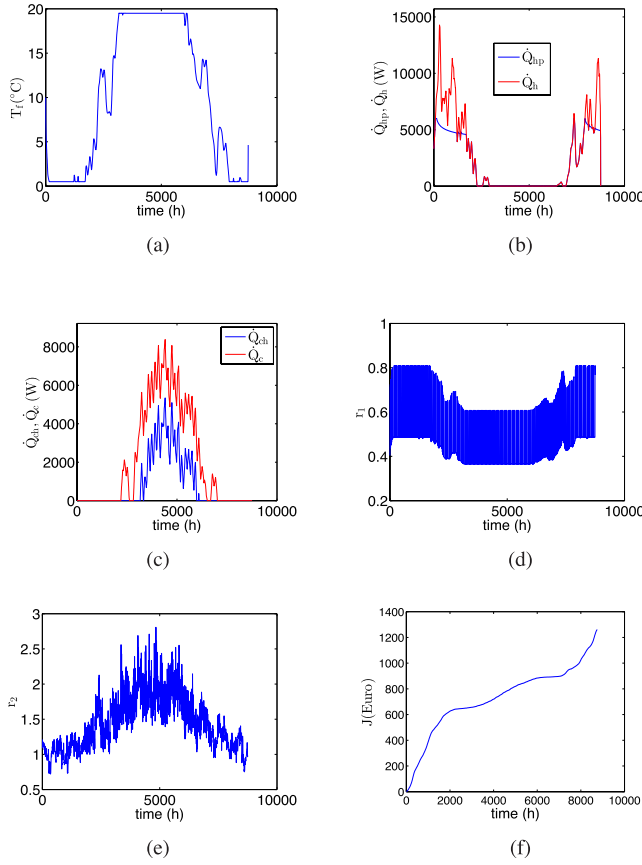 20
15
10
5
0
T_f(°C)
0 5000 10000
time (h)
(a)
15000
10000
5000
0
Q̇_hp, Q̇_h (W)
Q̇_hp
Q̇_h
0 5000 10000
time (h)
(b)
8000
6000
4000
2000
0
Q̇_ch, Q̇_c (W)
Q̇_ch
Q̇_c
0 5000 10000
time (h)
(c)
1
0.8
0.6
0.4
0.2
r_1
0 5000 10000
time (h)
(d)
3
2.5
2
1.5
1
0.5
r_2
0 5000 10000
time (h)
(e)
1400
1200
1000
800
600
400
200
0
J(Euro)
0 2000 4000 6000 8000 10000
time (h)
(f)